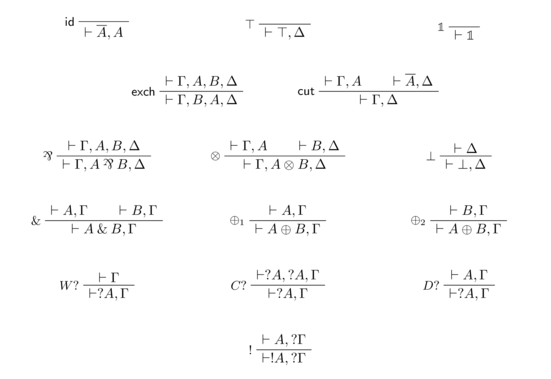 id ⊢ A̅, A    ⊤ ⊢ ⊤, Δ    𝟙 ⊢ 𝟙
⊢ Γ, A, B, Δ    ⊢ Γ, A    ⊢ A̅, Δ
exch    cut
⊢ Γ, B, A, Δ    ⊢ Γ, Δ
⊢ Γ, A, B, Δ    ⊢ Γ, A    ⊢ B, Δ    ⊢ Δ
⅋    ⊗    ⊥
⊢ Γ, A ⅋ B, Δ    ⊢ Γ, A ⊗ B, Δ    ⊢ ⊥, Δ
⊢ A, Γ    ⊢ B, Γ    ⊢ A, Γ    ⊢ B, Γ
&    ⊕₁    ⊕₂
⊢ A & B, Γ    ⊢ A ⊕ B, Γ    ⊢ A ⊕ B, Γ
⊢ Γ    ⊢?A, ?A, Γ    ⊢ A, Γ
W?    C?    D?
⊢?A, Γ    ⊢?A, Γ    ⊢?A, Γ
⊢ A, ?Γ
!
⊢!A, ?Γ